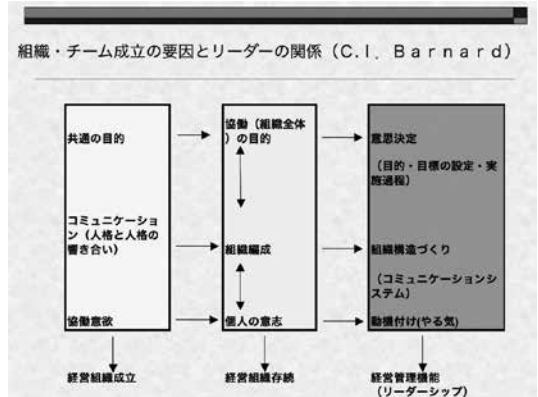 組織・チーム成立の要因とリーダーの関係（C.I. Barnard）
共通の目的
コミュニケーショ
ン（人格と人格の
響き合い）
協働意欲
協働（組織全体
）の目的
組織編成
個人の意志
意思決定
（目的・目標の設定・実
施過程）
組織構造づくり
（コミュニケーションシ
ステム）
動機付け(やる気)
経営組織成立
経営組織存続
経営管理機能
（リーダーシップ）